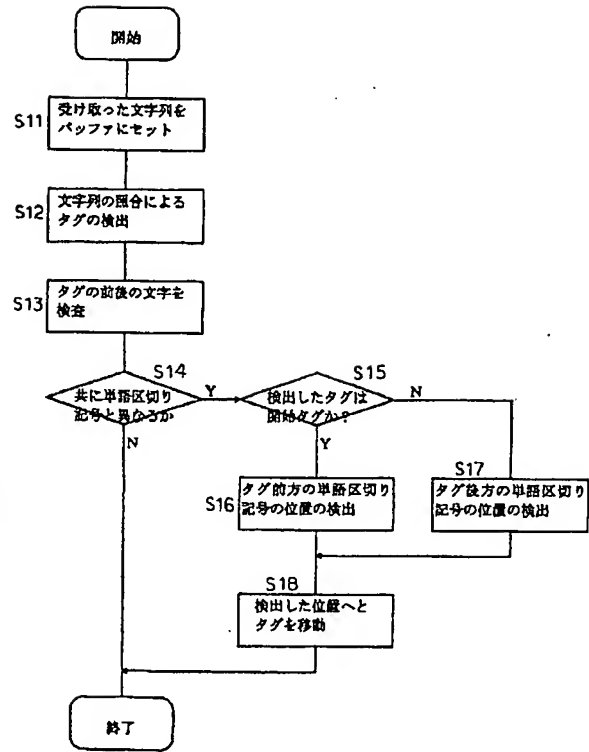 開始
S11
受け取った文字列を
バッファにセット
S12
文字列の照合による
タグの検出
S13
タグの前後の文字を
検査
S14
共に単語区切り
記号と異なるか
Y
N
S15
検出したタグは
開始タグか?
N
Y
S16
タグ前方の単語区切り
記号の位置の検出
S17
タグ後方の単語区切り
記号の位置の検出
S18
検出した位置へと
タグを移動
終了